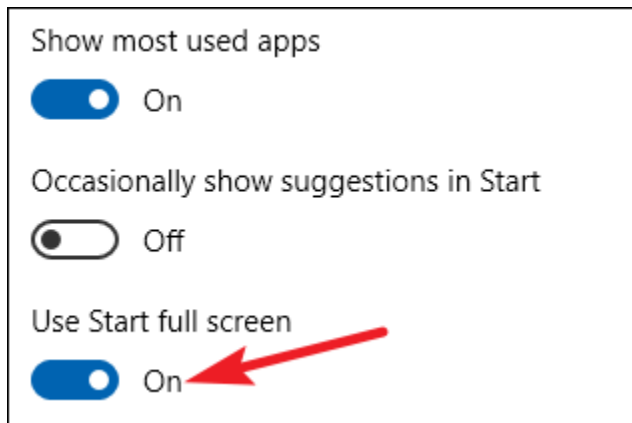 Show most used apps
On
Occasionally show suggestions in Start
Off
Use Start full screen
On